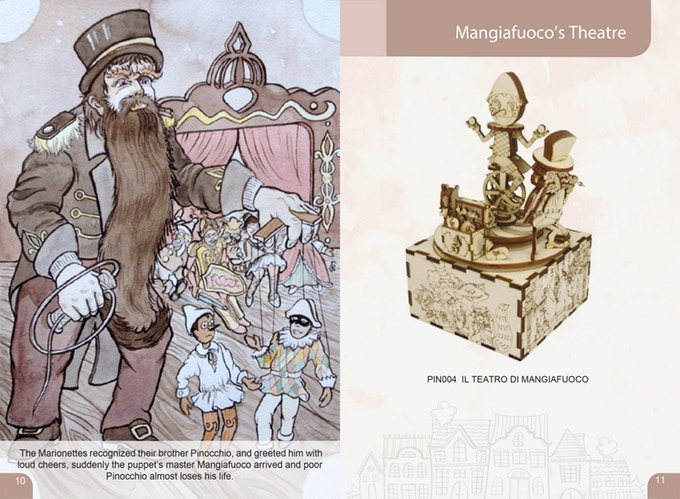 The Marionettes recognized their brother Pinocchio, and greeted him with
loud cheers, suddenly the puppet's master Mangiafuoco arrived and poor
Pinocchio almost loses his life.
10
Mangiafuoco's Theatre
PIN004 IL TEATRO DI MANGIAFUOCO
11